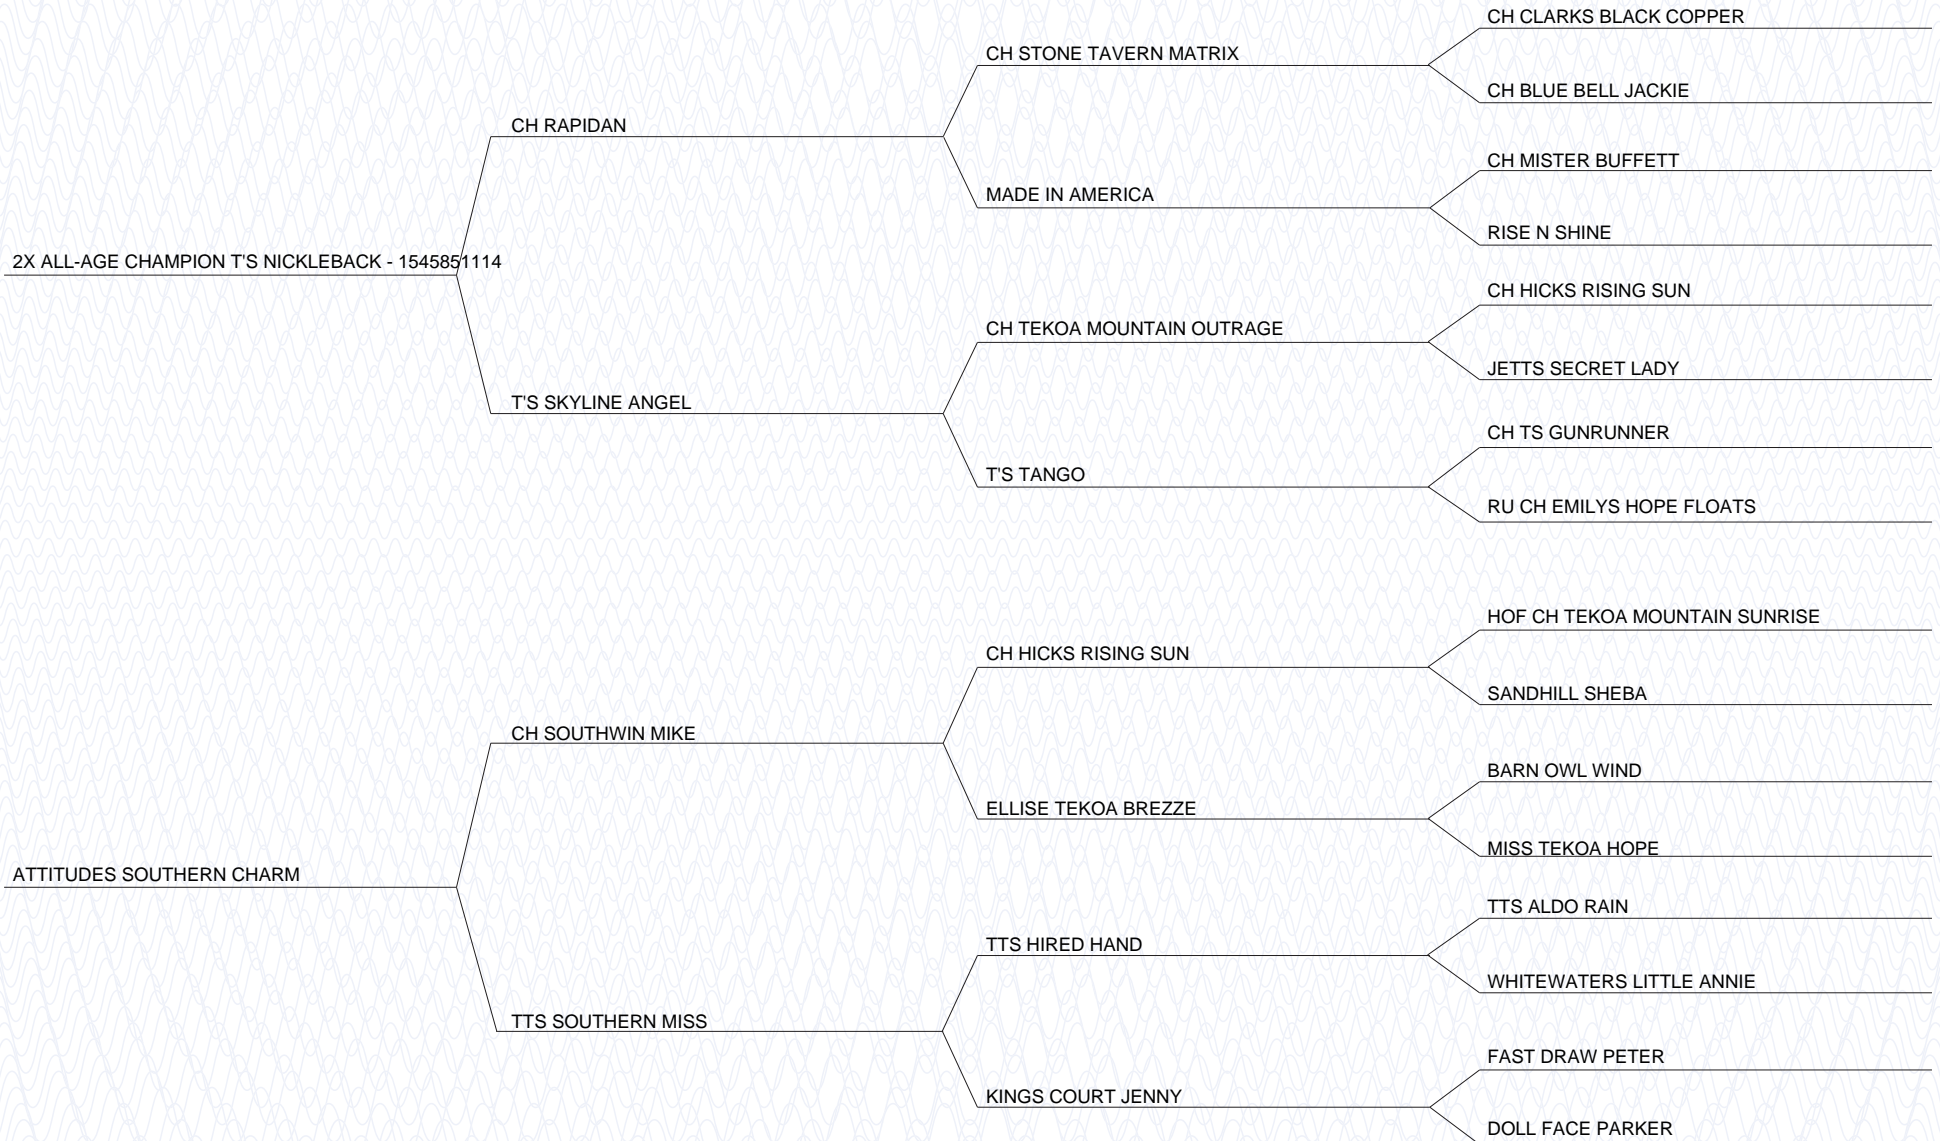 CH CLARKS BLACK COPPER
CH STONE TAVERN MATRIX
CH BLUE BELL JACKIE
CH RAPIDAN
CH MISTER BUFFETT
MADE IN AMERICA
RISE N SHINE
2X ALL-AGE CHAMPION T'S NICKLEBACK - 1545851114
CH HICKS RISING SUN
CH TEKOA MOUNTAIN OUTRAGE
JETTS SECRET LADY
T'S SKYLINE ANGEL
CH TS GUNRUNNER
T'S TANGO
RU CH EMILYS HOPE FLOATS
HOF CH TEKOA MOUNTAIN SUNRISE
CH HICKS RISING SUN
SANDHILL SHEBA
CH SOUTHWIN MIKE
BARN OWL WIND
ELLISE TEKOA BREZZE
MISS TEKOA HOPE
ATTITUDES SOUTHERN CHARM
TTS ALDO RAIN
TTS HIRED HAND
WHITEWATERS LITTLE ANNIE
TTS SOUTHERN MISS
FAST DRAW PETER
KINGS COURT JENNY
DOLL FACE PARKER